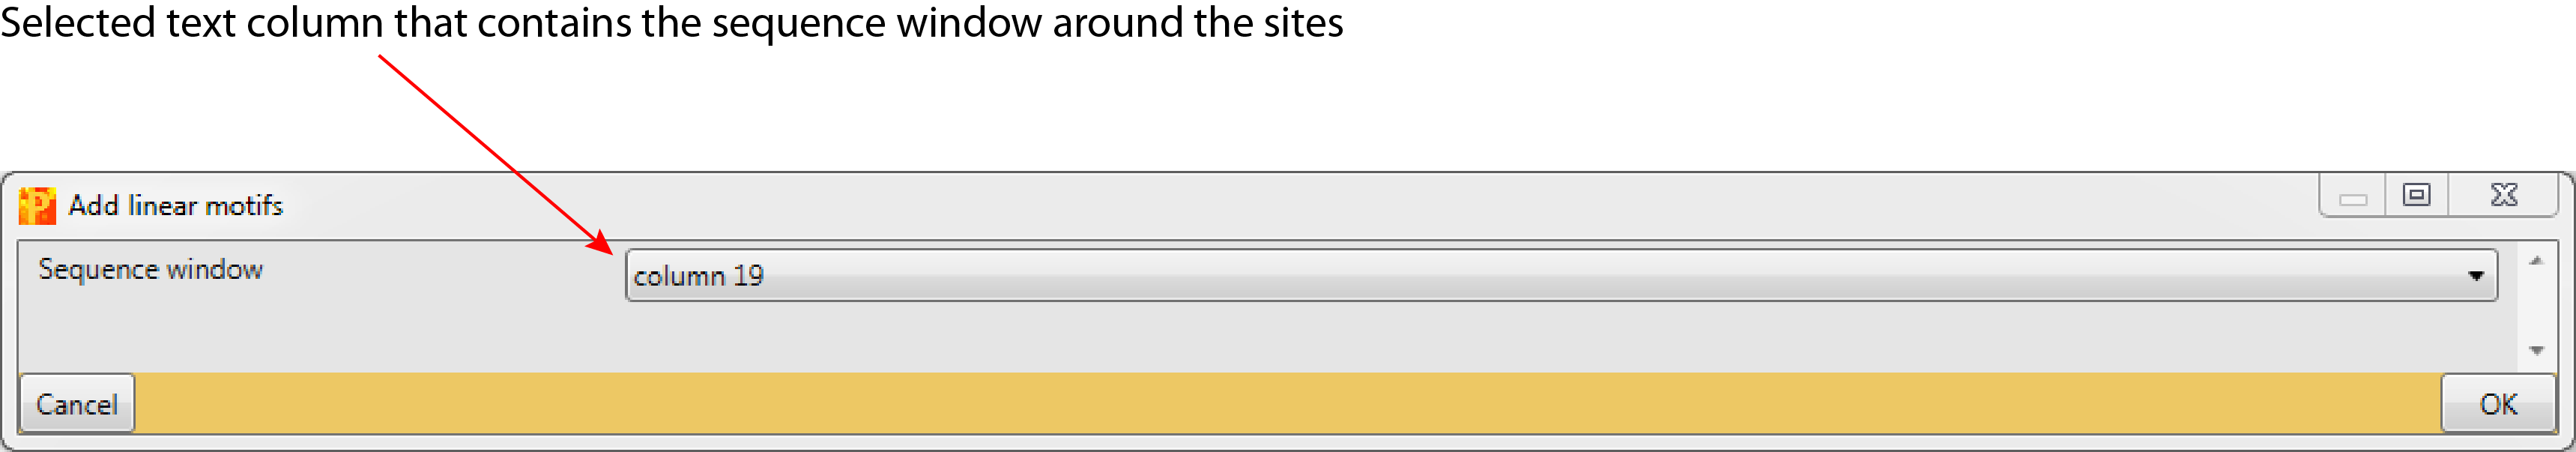 Selected text column that contains the sequence window around the sites
Add linear motifs
Sequence window
column 19
Cancel
OK